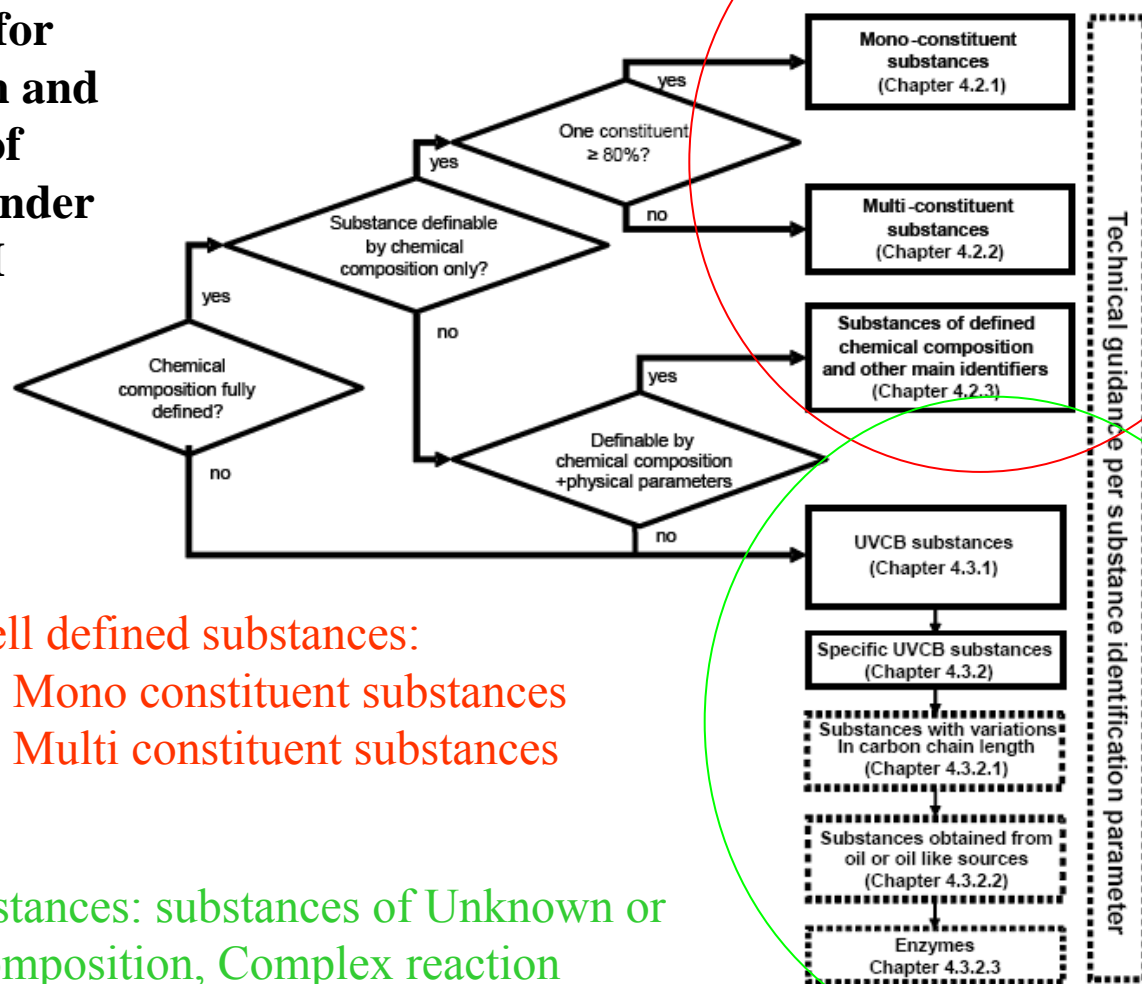 for
n and
of
nder
I
Mono-constituent
substances
(Chapter 4.2.1)
yes
One constituent
≥ 80%?
yes
no
Multi-constituent
substances
(Chapter 4.2.2)
Substance definable
by chemical
composition only?
yes
no
Substances of defined
chemical composition
and other main identifiers
(Chapter 4.2.3)
Chemical
composition fully
defined?
yes
no
Definable by
chemical composition
+physical parameters
no
UVCB substances
(Chapter 4.3.1)
Specific UVCB substances
(Chapter 4.3.2)
Substances with variations
In carbon chain length
(Chapter 4.3.2.1)
Substances obtained from
oil or oil like sources
(Chapter 4.3.2.2)
Enzymes
Chapter 4.3.2.3
Technical guidance per substance identification parameter
ell defined substances:
Mono constituent substances
Multi constituent substances
stances: substances of Unknown or
omposition, Complex reaction